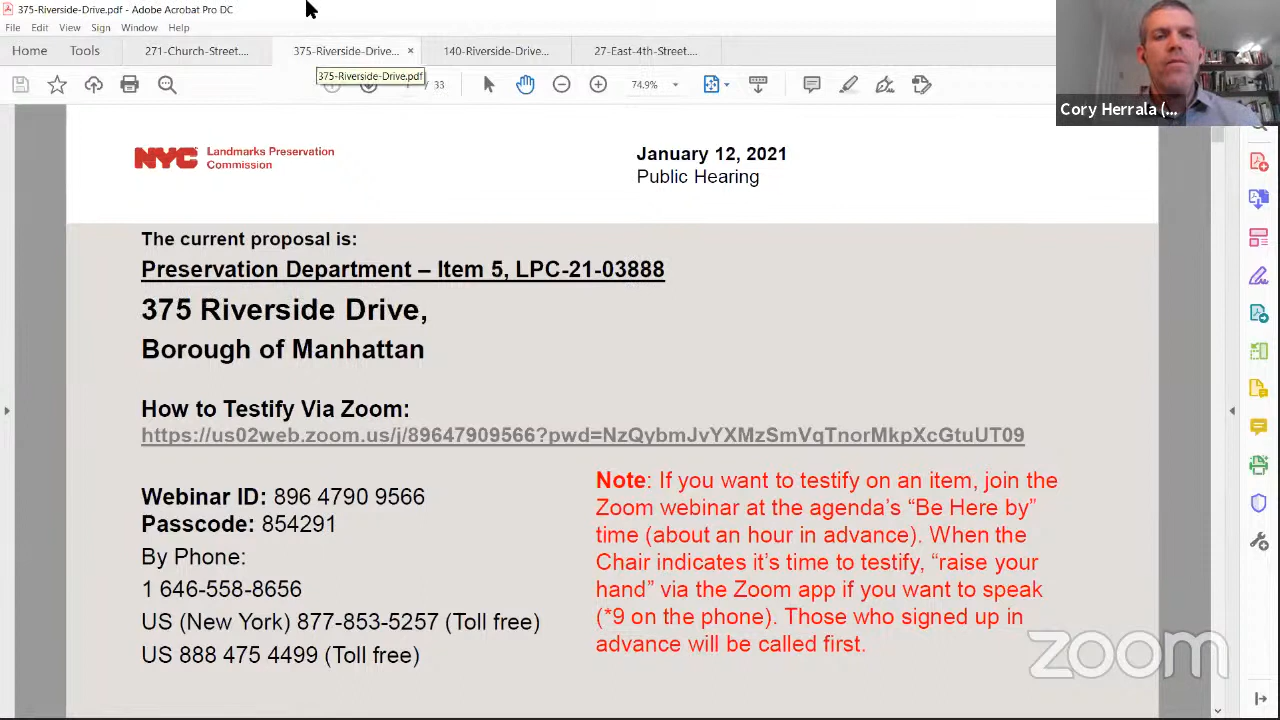 375-Riverside-Drive.pdf - Adobe Acrobat Pro DC
File Edit View Sign Window Help
Home Tools 271-Church-Street.... 375-Riverside-Drive... × 140-Riverside-Drive... 27-East-4th-Street....
375-Riverside-Drive.pdf
33 74.9%
Cory Herrala (...
NYC Landmarks Preservation
Commission
January 12, 2021
Public Hearing
The current proposal is:
Preservation Department – Item 5, LPC-21-03888
375 Riverside Drive,
Borough of Manhattan
How to Testify Via Zoom:
https://us02web.zoom.us/j/89647909566?pwd=NzQybmJvYXMzSmVqTnorMkpXcGtuUT09
Webinar ID: 896 4790 9566
Passcode: 854291
By Phone:
1 646-558-8656
US (New York) 877-853-5257 (Toll free)
US 888 475 4499 (Toll free)
Note: If you want to testify on an item, join the
Zoom webinar at the agenda’s “Be Here by”
time (about an hour in advance). When the
Chair indicates it’s time to testify, “raise your
hand” via the Zoom app if you want to speak
(*9 on the phone). Those who signed up in
advance will be called first.
zoom